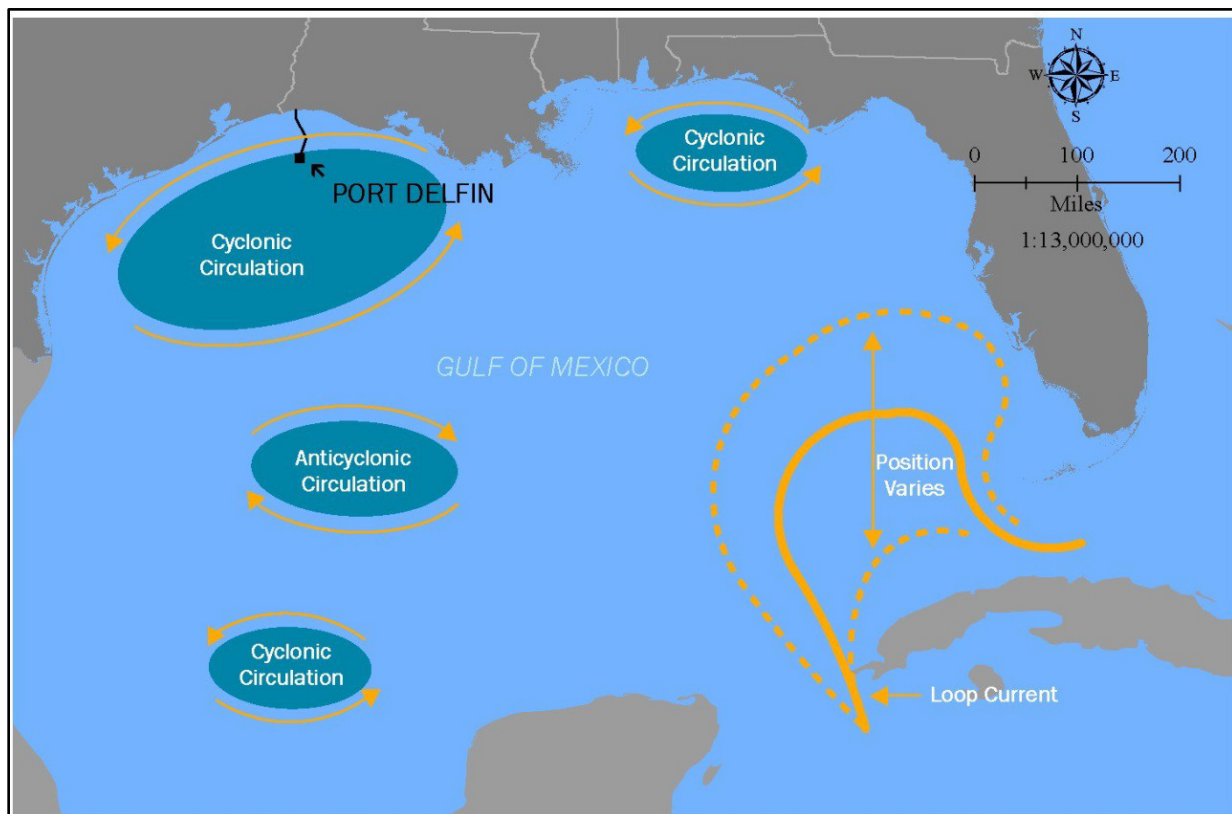 N
W E
S
0 100 200
Miles
1:13,000,000
Cyclonic
Circulation
PORT DELFIN
Cyclonic
Circulation
GULF OF MEXICO
Anticyclonic
Circulation
Position
Varies
Cyclonic
Circulation
Loop Current